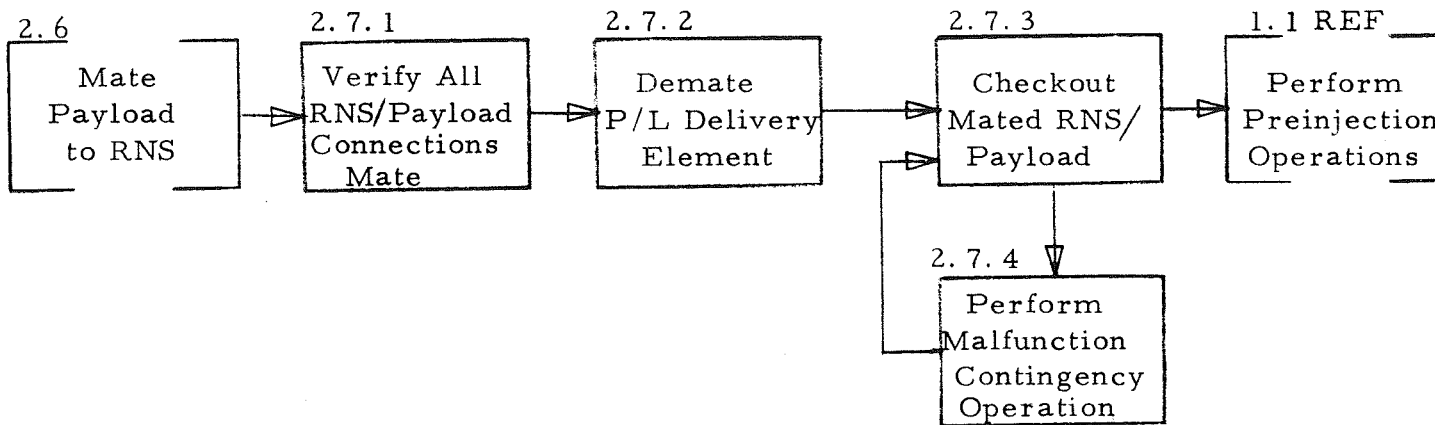 2.6
Mate
Payload
to RNS
2.7.1
Verify All
RNS/Payload
Connections
Mate
2.7.2
Demate
P/L Delivery
Element
2.7.3
Checkout
Mated RNS/
Payload
1.1 REF
Perform
Preinjection
Operations
2.7.4
Perform
Malfunction
Contingency
Operation